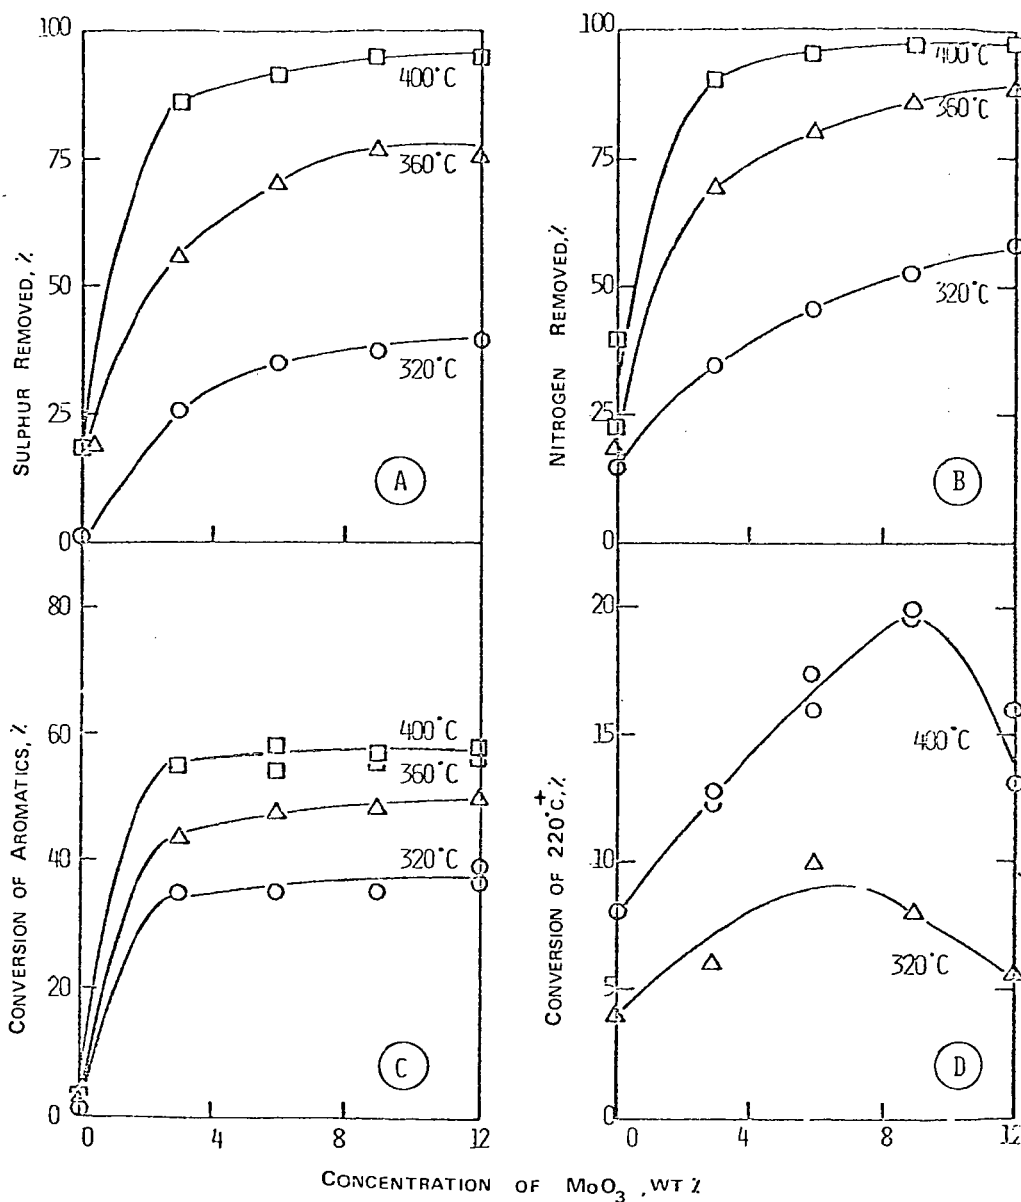 100
75
50
25
0
SULPHUR REMOVED, %
400°C
360°C
320°C
A
100
75
50
25
0
NITROGEN REMOVED, %
400°C
360°C
320°C
B
80
60
40
20
0
CONVERSION OF AROMATICS, %
400°C
360°C
320°C
C
0 4 8 12
20
15
10
5
0
CONVERSION OF 220°C+, %
400°C
320°C
D
0 4 8 12
CONCENTRATION OF MoO3, WT %